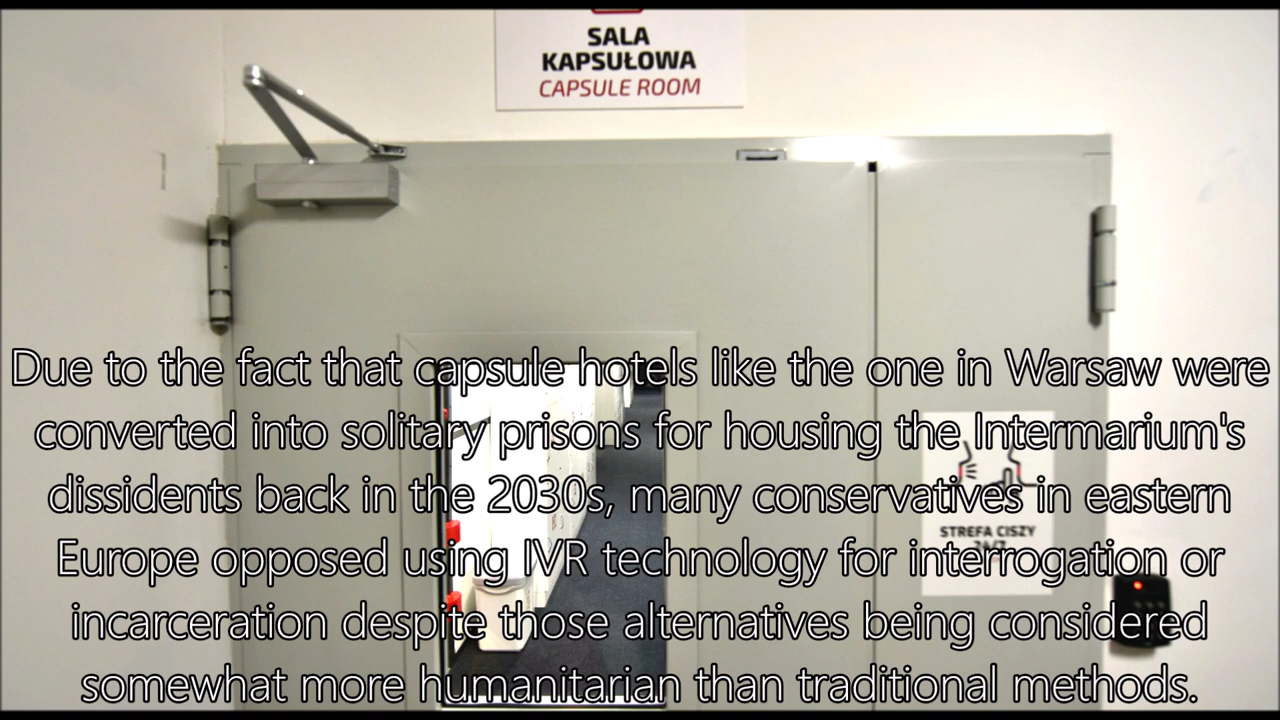 SALA
KAPSUŁOWA
CAPSULE ROOM
Due to the fact that capsule hotels like the one in Warsaw were
converted into solitary prisons for housing the Intermarium's
dissidents back in the 2030s, many conservatives in eastern
Europe opposed using IVR technology for interrogation or
incarceration despite those alternatives being considered
somewhat more humanitarian than traditional methods.
STREFA CISZY
24/7